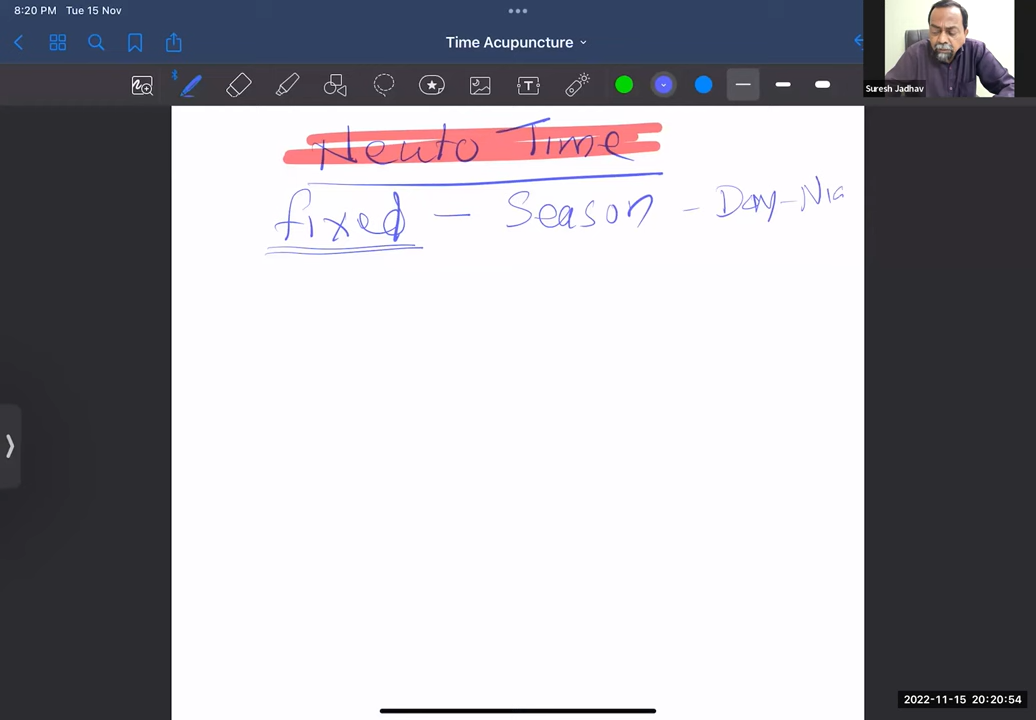 8:20 PM Tue 15 Nov
Time Acupuncture
Suresh Jadhav
Neuto Time
fixed - Season - Day-Nig
2022-11-15 20:20:54